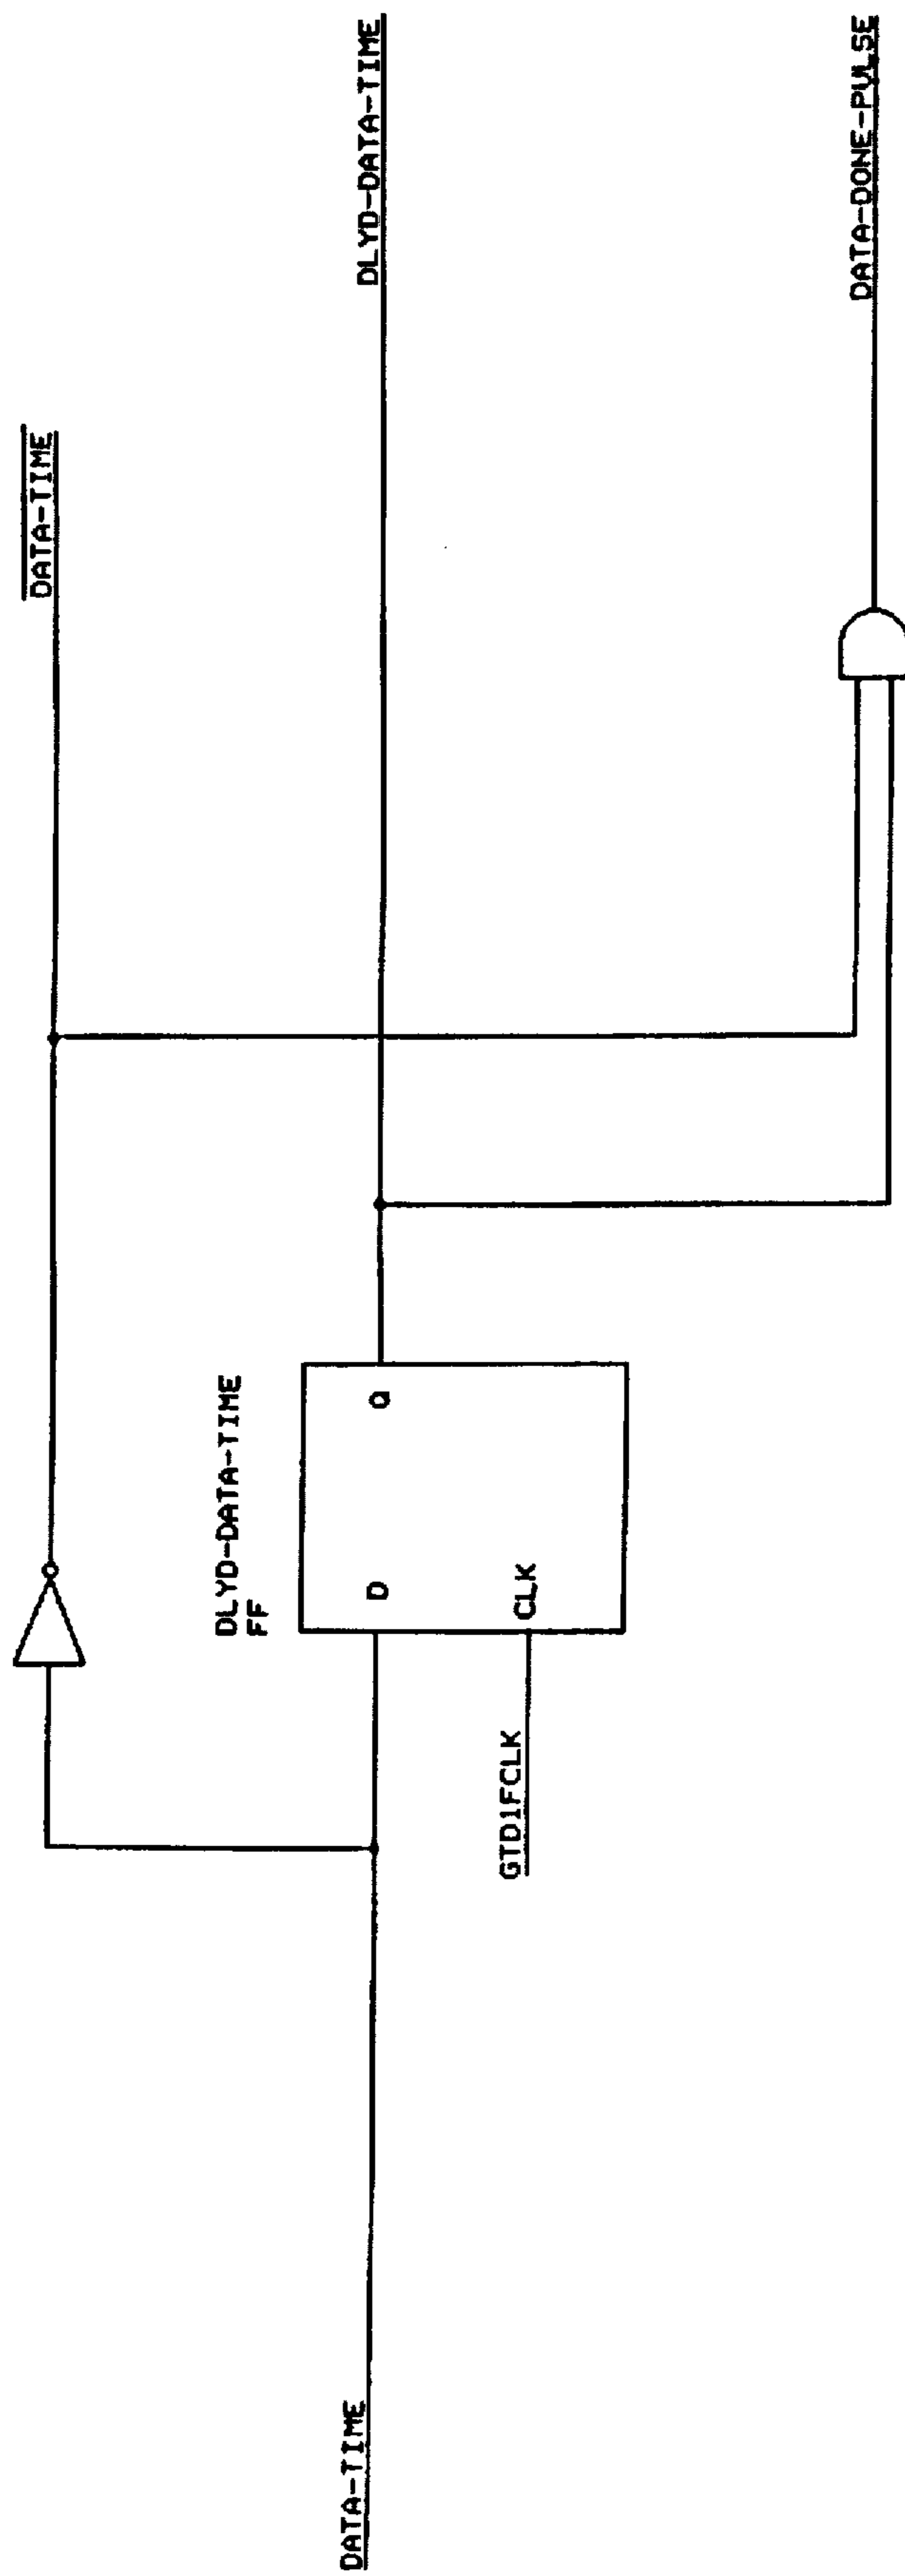 DATA-TIME
DLYD-DATA-TIME
DATA-DONE-PULSE
DLYD-DATA-TIME
FF
D
Q
CLK
GTD1FCLK
DATA-TIME